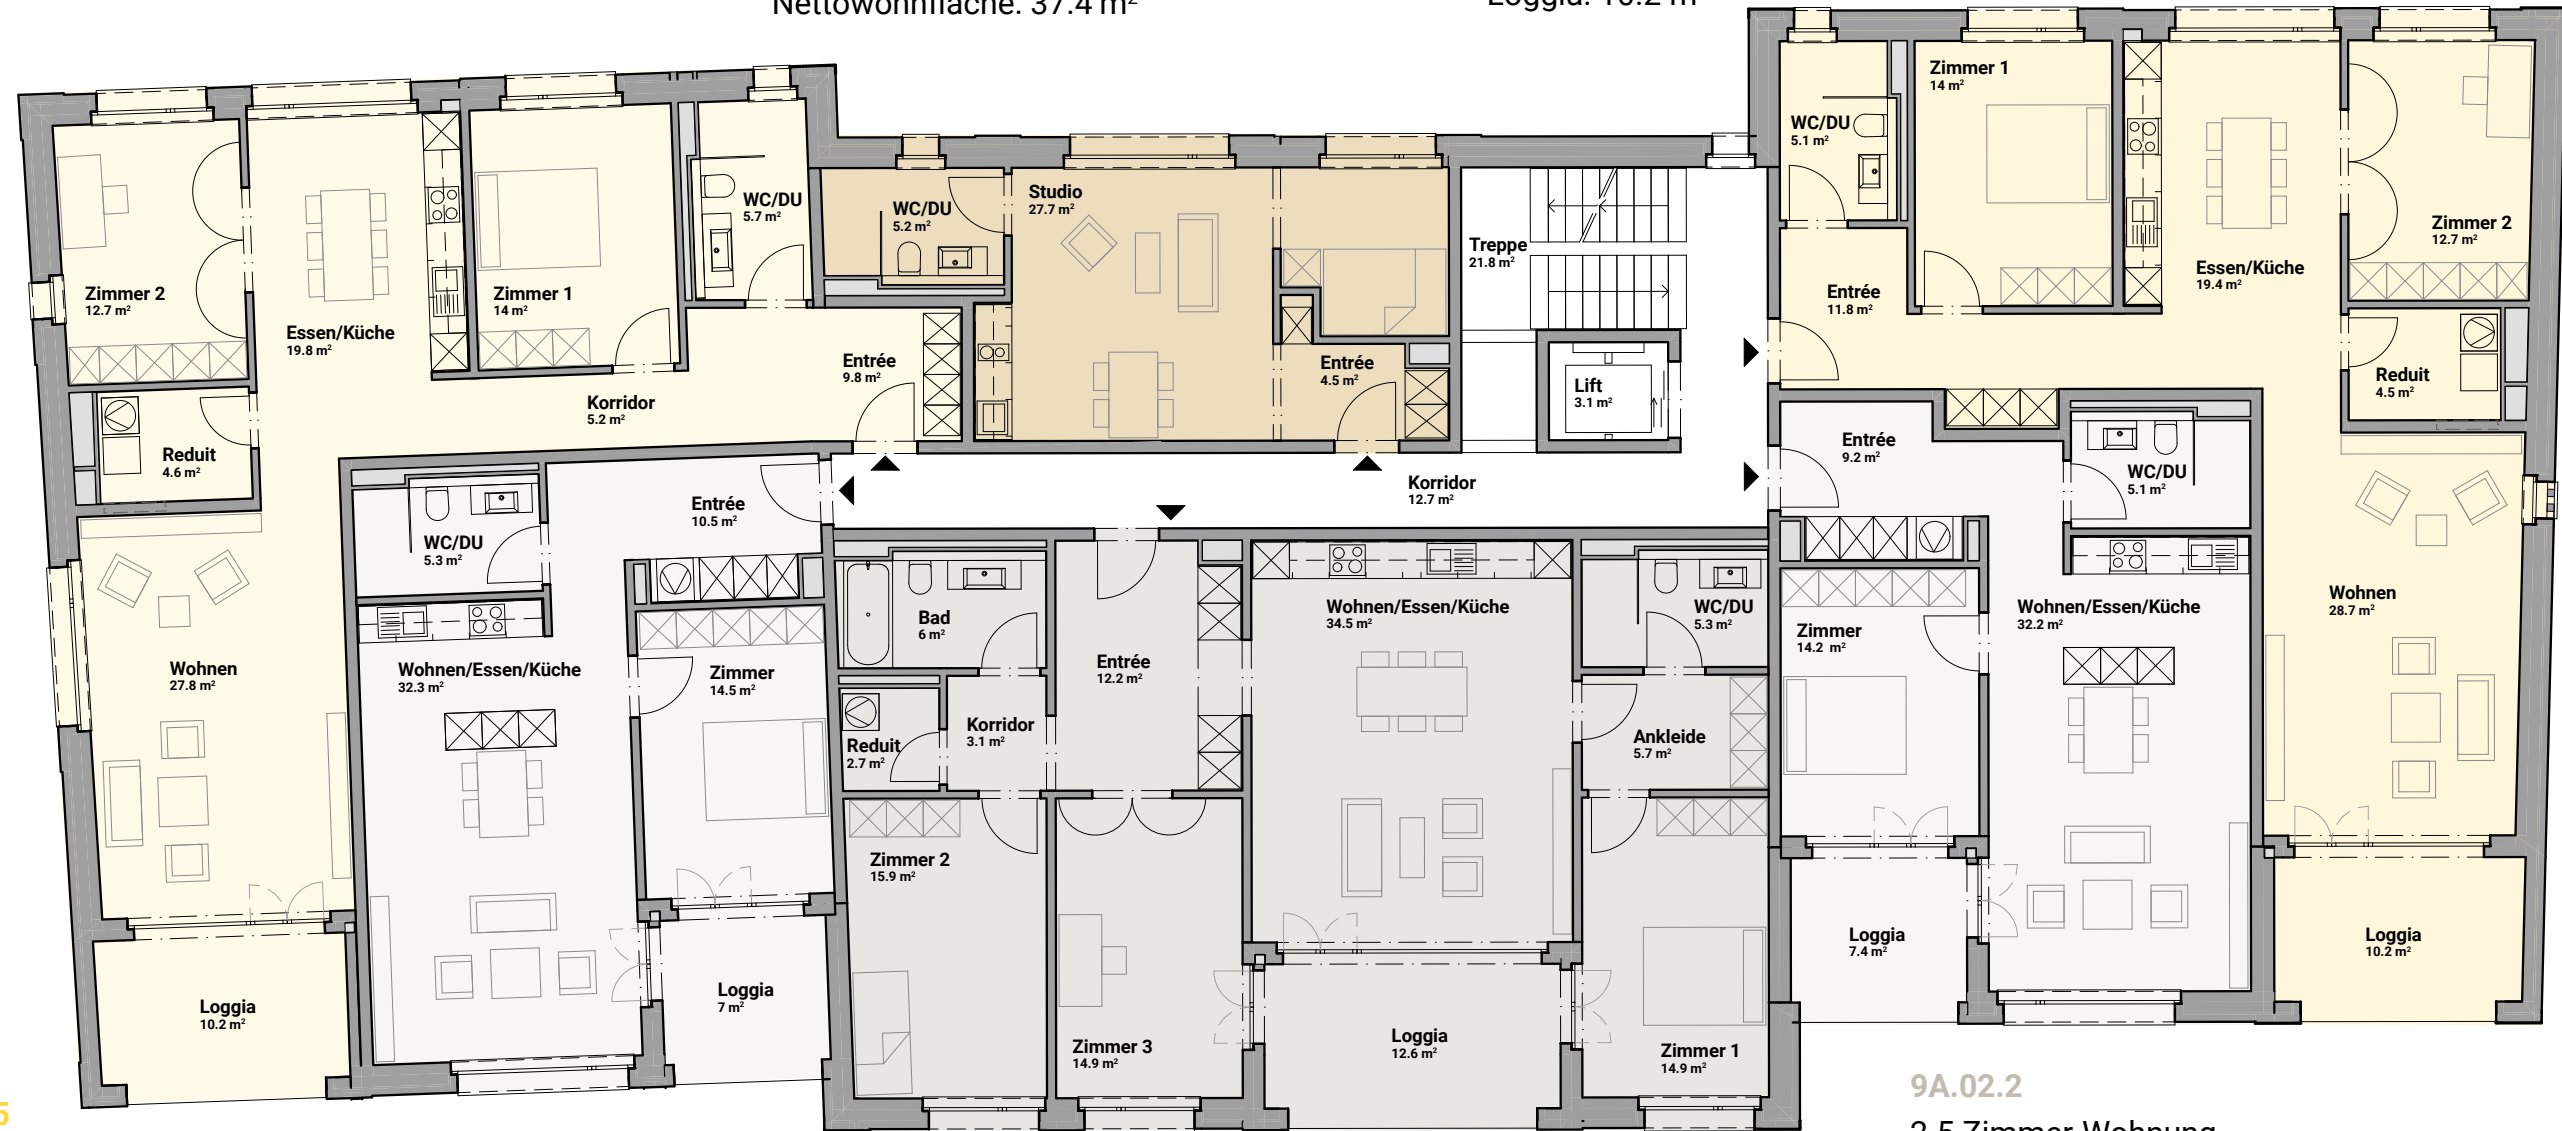 Nettowohnfläche: 37.4 m²
Zimmer 2
12.7 m²
Essen/Küche
19.8 m²
Zimmer 1
14 m²
WC/DU
5.7 m²
Reduit
4.6 m²
Korridor
5.2 m²
Entrée
9.8 m²
Wohnen
27.8 m²
Loggia
10.2 m²
WC/DU
5.2 m²
Studio
27.7 m²
Entrée
4.5 m²
Treppe
21.8 m²
Lift
3.1 m²
Korridor
12.7 m²
WC/DU
5.1 m²
Zimmer 1
14 m²
Entrée
11.8 m²
Essen/Küche
19.4 m²
Zimmer 2
12.7 m²
Reduit
4.5 m²
Wohnen
28.7 m²
Loggia
10.2 m²
WC/DU
5.3 m²
Entrée
10.5 m²
Wohnen/Essen/Küche
32.3 m²
Zimmer
14.5 m²
Loggia
7 m²
Bad
6 m²
Reduit
2.7 m²
Korridor
3.1 m²
Entrée
12.2 m²
Zimmer 2
15.9 m²
Zimmer 3
14.9 m²
Wohnen/Essen/Küche
34.5 m²
Loggia
12.6 m²
WC/DU
5.3 m²
Ankleide
5.7 m²
Zimmer 1
14.9 m²
Entrée
9.2 m²
WC/DU
5.1 m²
Zimmer
14.2 m²
Wohnen/Essen/Küche
32.2 m²
Loggia
7.4 m²
9A.02.2
2.5 Zimmer-Wohnung